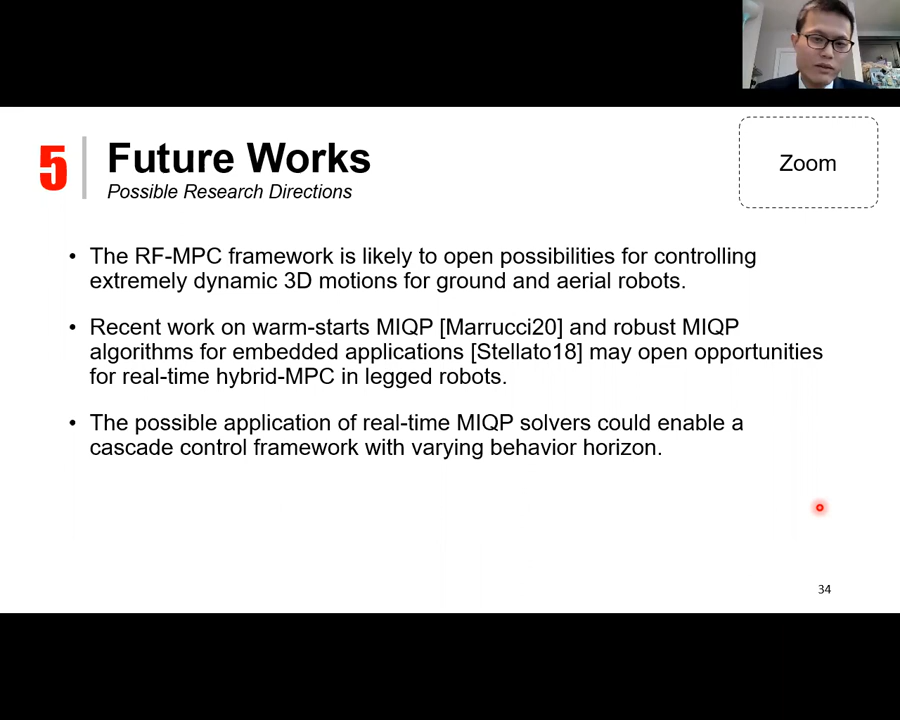 5
Future Works
Possible Research Directions
Zoom
• The RF-MPC framework is likely to open possibilities for controlling
extremely dynamic 3D motions for ground and aerial robots.
• Recent work on warm-starts MIQP [Marrucci20] and robust MIQP
algorithms for embedded applications [Stellato18] may open opportunities
for real-time hybrid-MPC in legged robots.
• The possible application of real-time MIQP solvers could enable a
cascade control framework with varying behavior horizon.
34